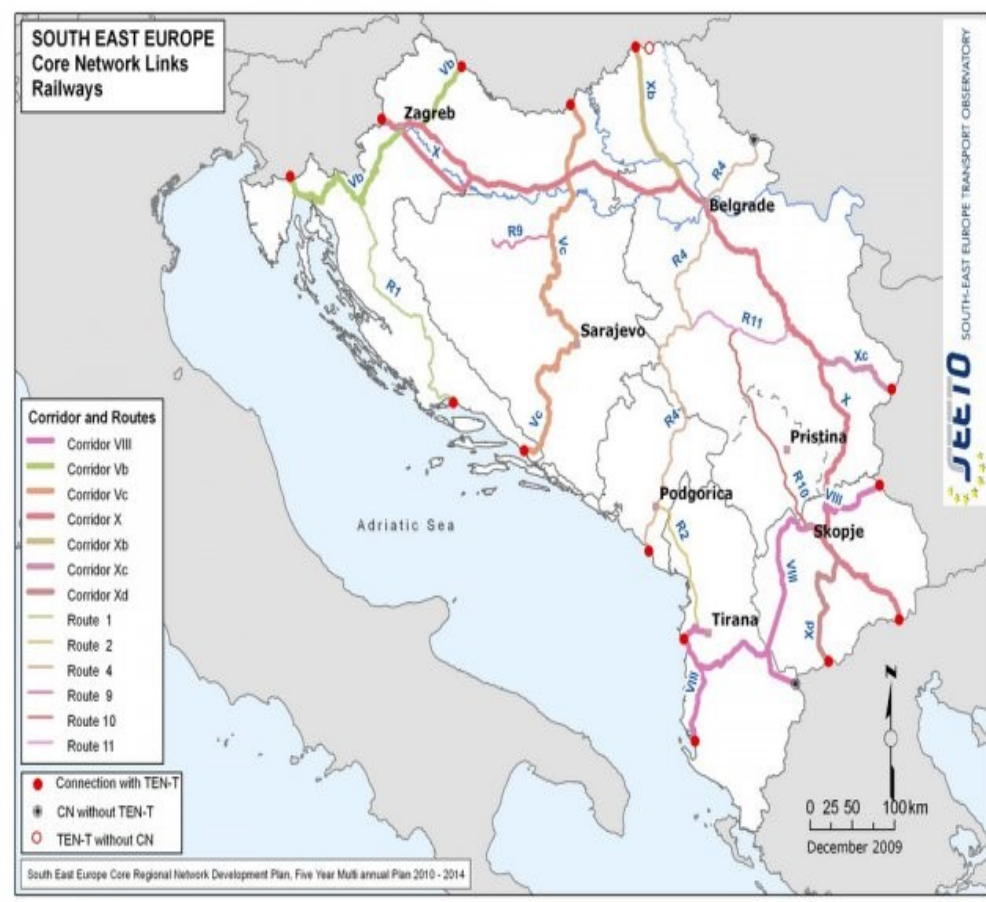 SOUTH EAST EUROPE
Core Network Links
Railways
SEETO SOUTH-EAST EUROPE TRANSPORT OBSERVATORY
Vb
Zagreb
X
Vb
Xb
R4
Belgrade
R9
Vc
R4
R1
Sarajevo
R11
Xc
X
Vc
R4
Pristina
R10
Podgorica
VIII
R2
Skopje
VIII
Adriatic Sea
Tirana
Xd
VIII
Corridor and Routes
Corridor VIII
Corridor Vb
Corridor Vc
Corridor X
Corridor Xb
Corridor Xc
Corridor Xd
Route 1
Route 2
Route 4
Route 9
Route 10
Route 11
Connection with TEN-T
CN without TEN-T
TEN-T without CN
N
0 25 50 100 km
December 2009
South East Europe Core Regional Network Development Plan, Five Year Multi annual Plan 2010 - 2014